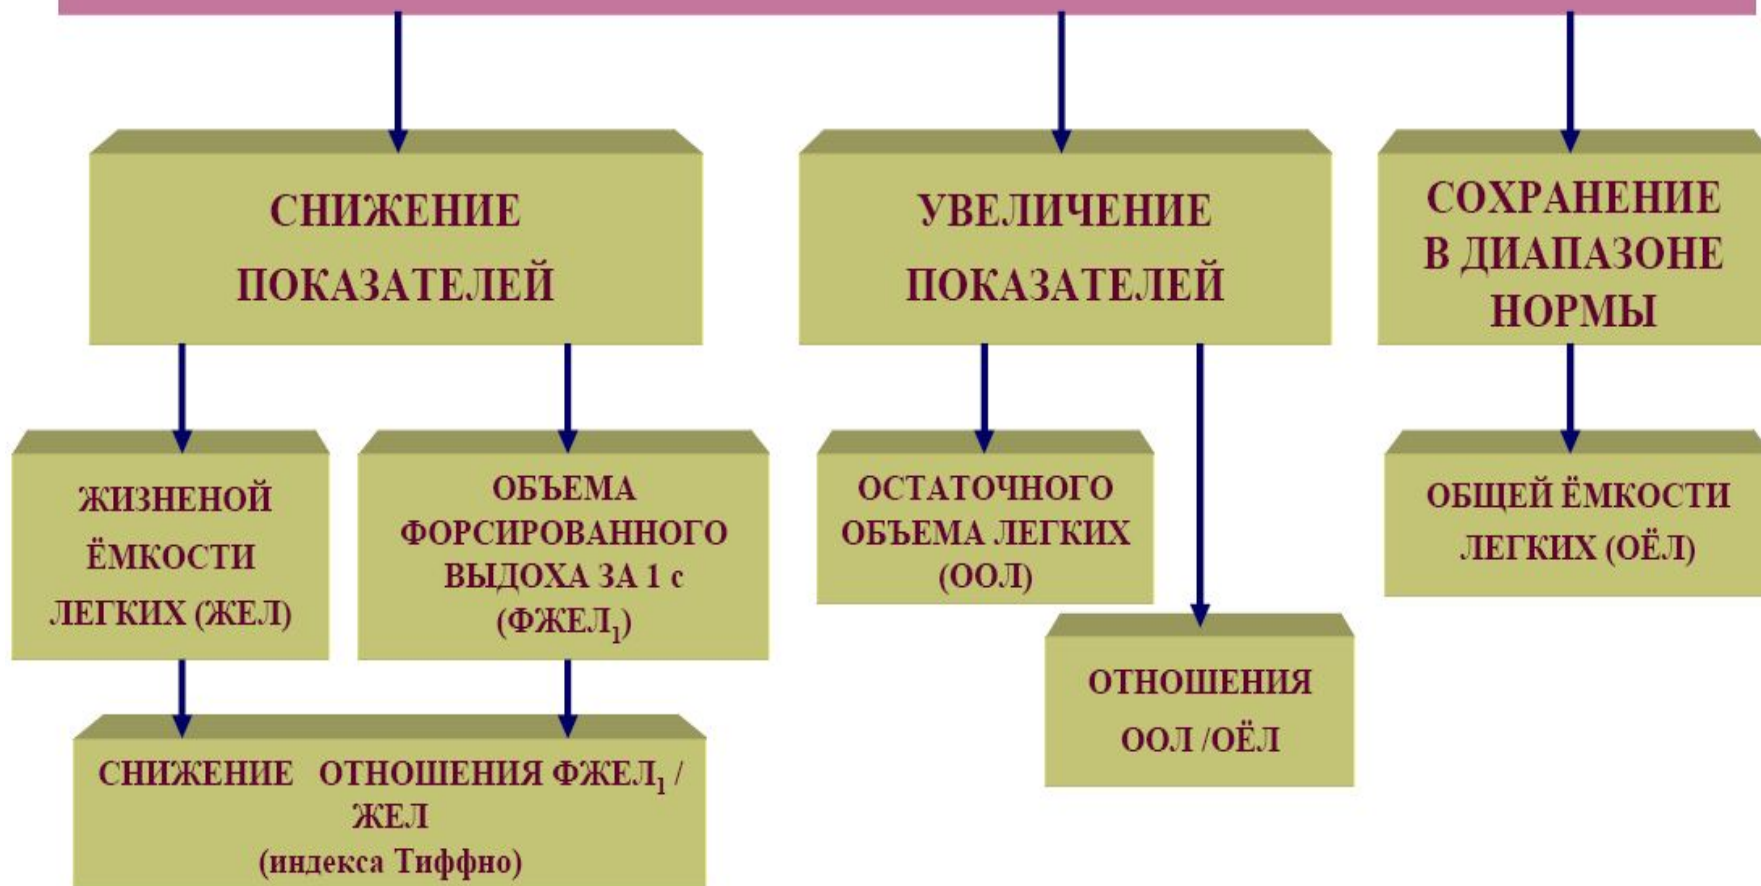 СНИЖЕНИЕ
ПОКАЗАТЕЛЕЙ
УВЕЛИЧЕНИЕ
ПОКАЗАТЕЛЕЙ
СОХРАНЕНИЕ
В ДИАПАЗОНЕ
НОРМЫ
ЖИЗНЕНОЙ
ЁМКОСТИ
ЛЕГКИХ (ЖЕЛ)
ОБЪЕМА
ФОРСИРОВАННОГО
ВЫДОХА ЗА 1 с
(ФЖЕЛ₁)
ОСТАТОЧНОГО
ОБЪЕМА ЛЕГКИХ
(ООЛ)
ОБЩЕЙ ЁМКОСТИ
ЛЕГКИХ (ОЁЛ)
ОТНОШЕНИЯ
ООЛ /ОЁЛ
СНИЖЕНИЕ ОТНОШЕНИЯ ФЖЕЛ₁ /
ЖЕЛ
(индекса Тиффно)